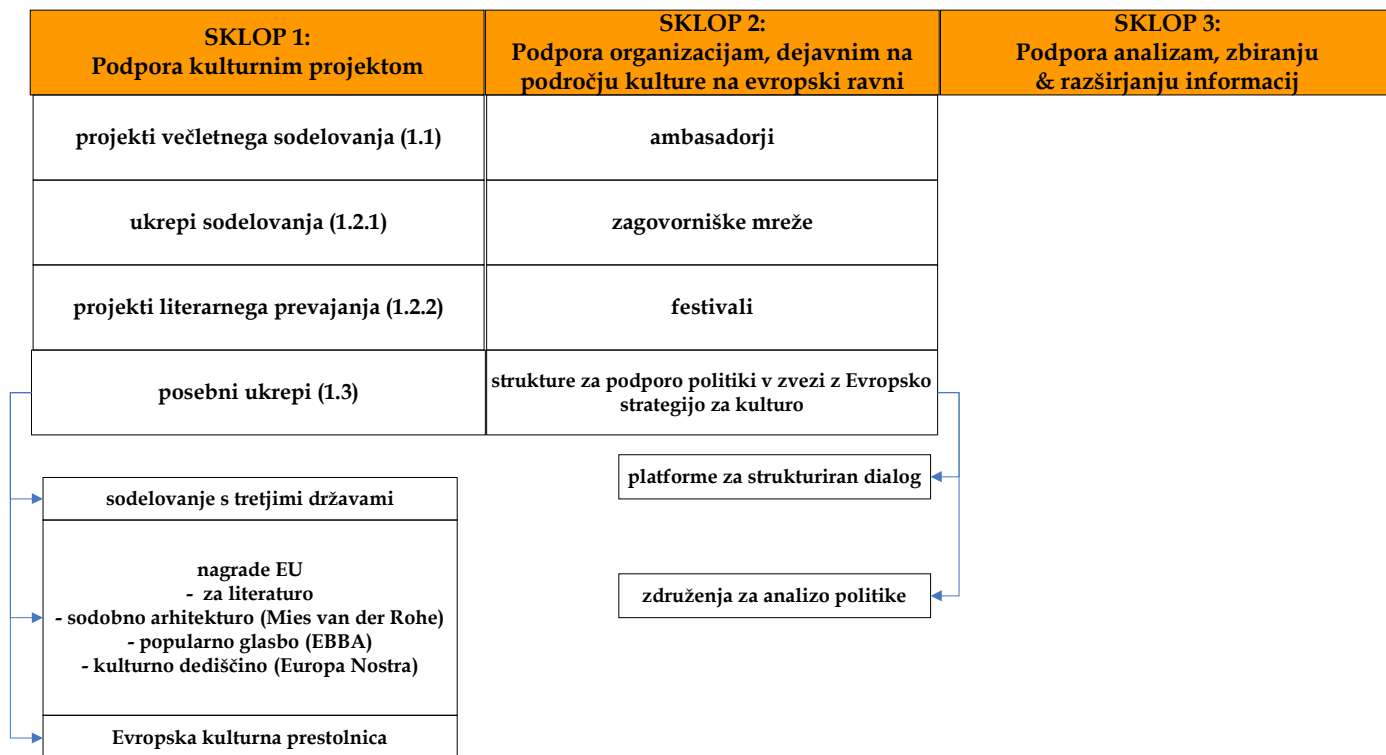 SKLOP 1:
Podpora kulturnim projektom
SKLOP 2:
Podpora organizacijam, dejavnim na
področju kulture na evropski ravni
SKLOP 3:
Podpora analizam, zbiranju
& razširjanju informacij
projekti večletnega sodelovanja (1.1)
ambasadorji
ukrepi sodelovanja (1.2.1)
zagovorniške mreže
projekti literarnega prevajanja (1.2.2)
festivali
posebni ukrepi (1.3)
strukture za podporo politiki v zvezi z Evropsko
strategijo za kulturo
platforme za strukturiran dialog
sodelovanje s tretjimi državami
nagrade EU
- za literaturo
- sodobno arhitekturo (Mies van der Rohe)
- popularno glasbo (EBBA)
- kulturno dediščino (Europa Nostra)
združenja za analizo politike
Evropska kulturna prestolnica